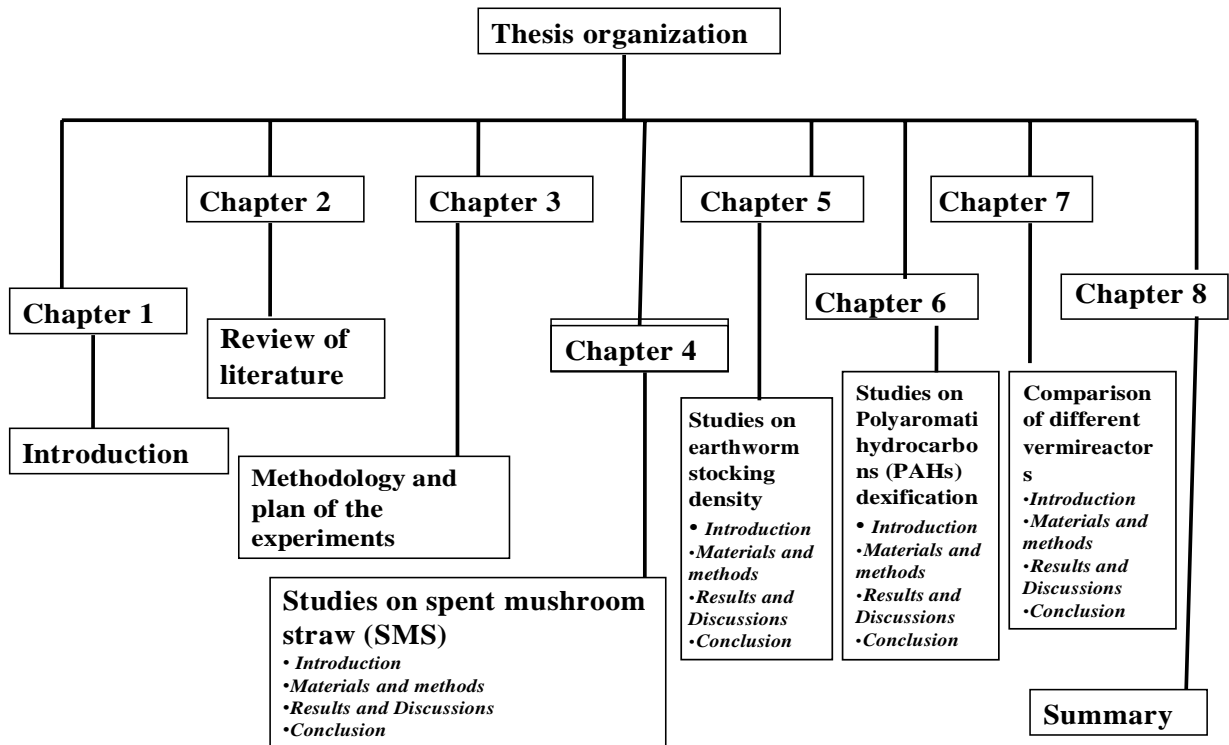 Thesis organization
Chapter 1
Introduction
Chapter 2
Review of
literature
Chapter 3
Methodology and
plan of the
experiments
Chapter 4
Studies on spent mushroom
straw (SMS)
• Introduction
•Materials and methods
•Results and Discussions
•Conclusion
Chapter 5
Studies on
earthworm
stocking
density
• Introduction
•Materials and
methods
•Results and
Discussions
•Conclusion
Chapter 6
Studies on
Polyaromati
hydrocarbo
ns (PAHs)
dexification
• Introduction
•Materials and
methods
•Results and
Discussions
•Conclusion
Chapter 7
Comparison
of different
vermireactor
s
•Introduction
•Materials and
methods
•Results and
Discussions
•Conclusion
Chapter 8
Summary